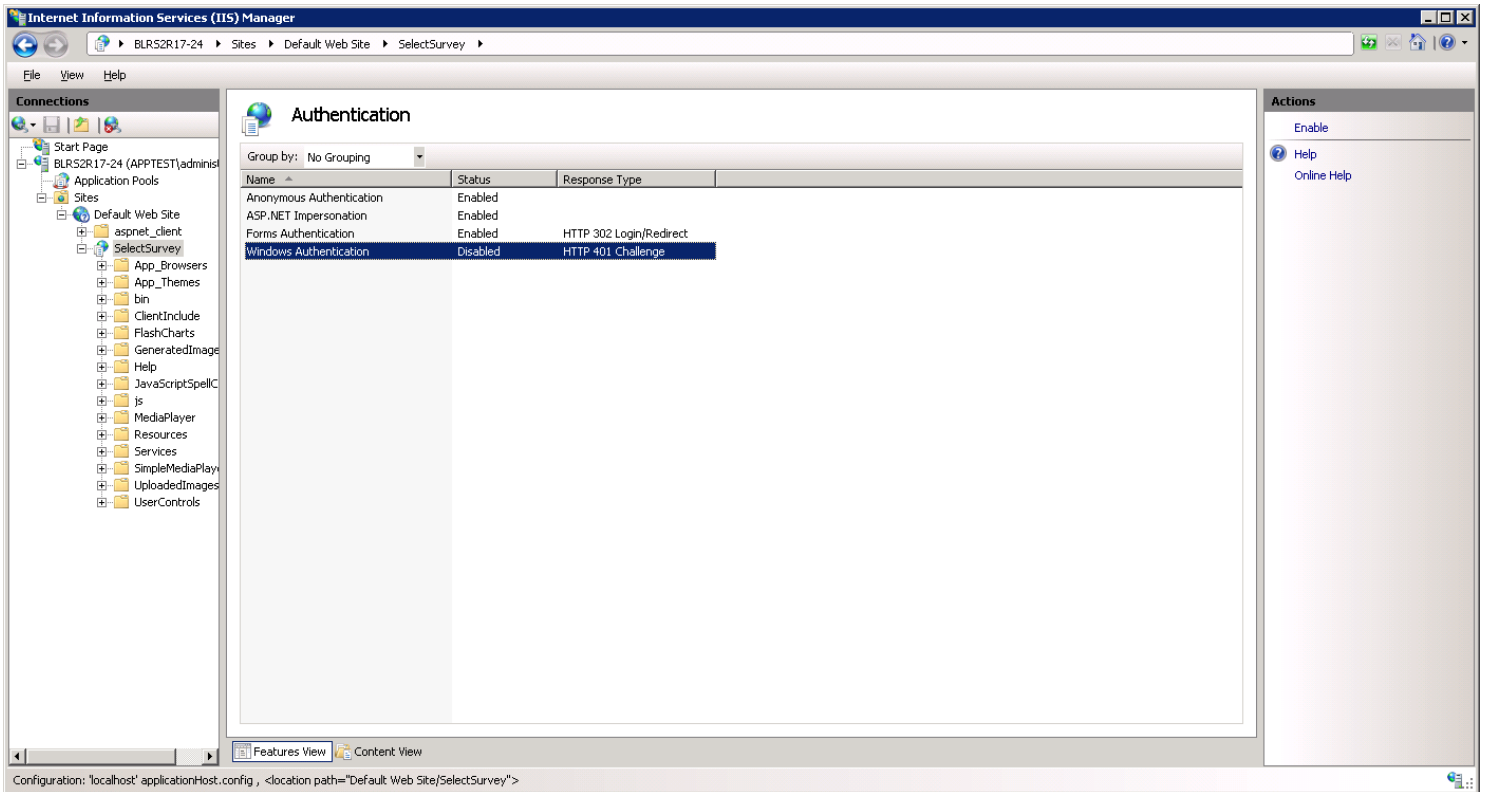 Internet Information Services (IIS) Manager
BLRS2R17-24 Sites Default Web Site SelectSurvey
File View Help
Connections
Start Page
BLRS2R17-24 (APPTEST\administ
Application Pools
Sites
Default Web Site
aspnet_client
SelectSurvey
App_Browsers
App_Themes
bin
ClientInclude
FlashCharts
GeneratedImage
Help
JavaScriptSpellC
js
MediaPlayer
Resources
Services
SimpleMediaPlaye
UploadedImages
UserControls
Authentication
Group by: No Grouping
Name Status Response Type
Anonymous Authentication Enabled
ASP.NET Impersonation Enabled
Forms Authentication Enabled HTTP 302 Login/Redirect
Windows Authentication Disabled HTTP 401 Challenge
Features View Content View
Actions
Enable
Help
Online Help
Configuration: 'localhost' applicationHost.config , <location path="Default Web Site/SelectSurvey">